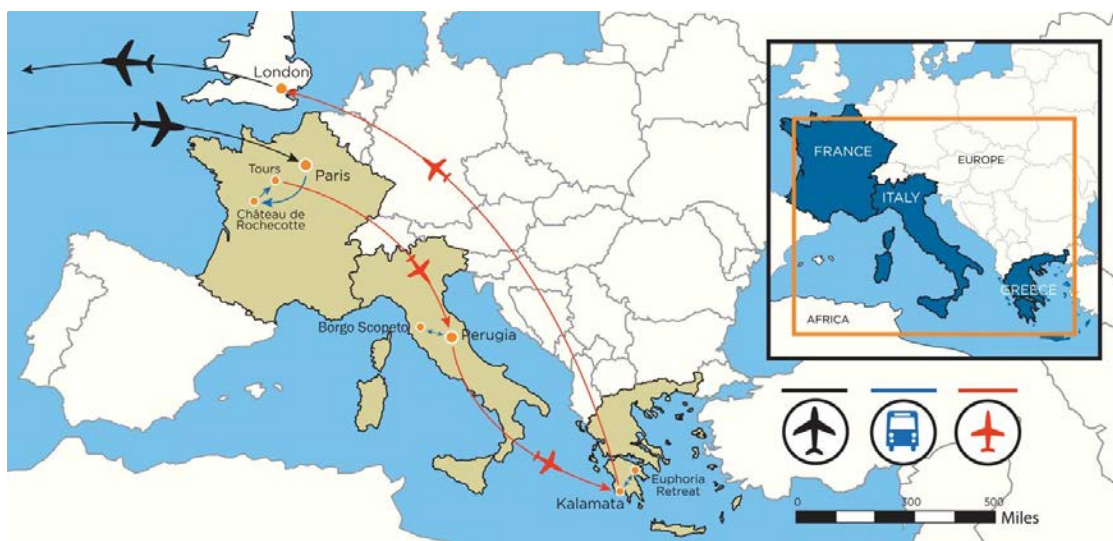 London
Tours
Paris
Château de
Rochecotte
Borgo Scopeto
Perugia
Kalamata
Euphoria
Retreat
FRANCE
EUROPE
ITALY
GREECE
AFRICA
0
300
500
Miles